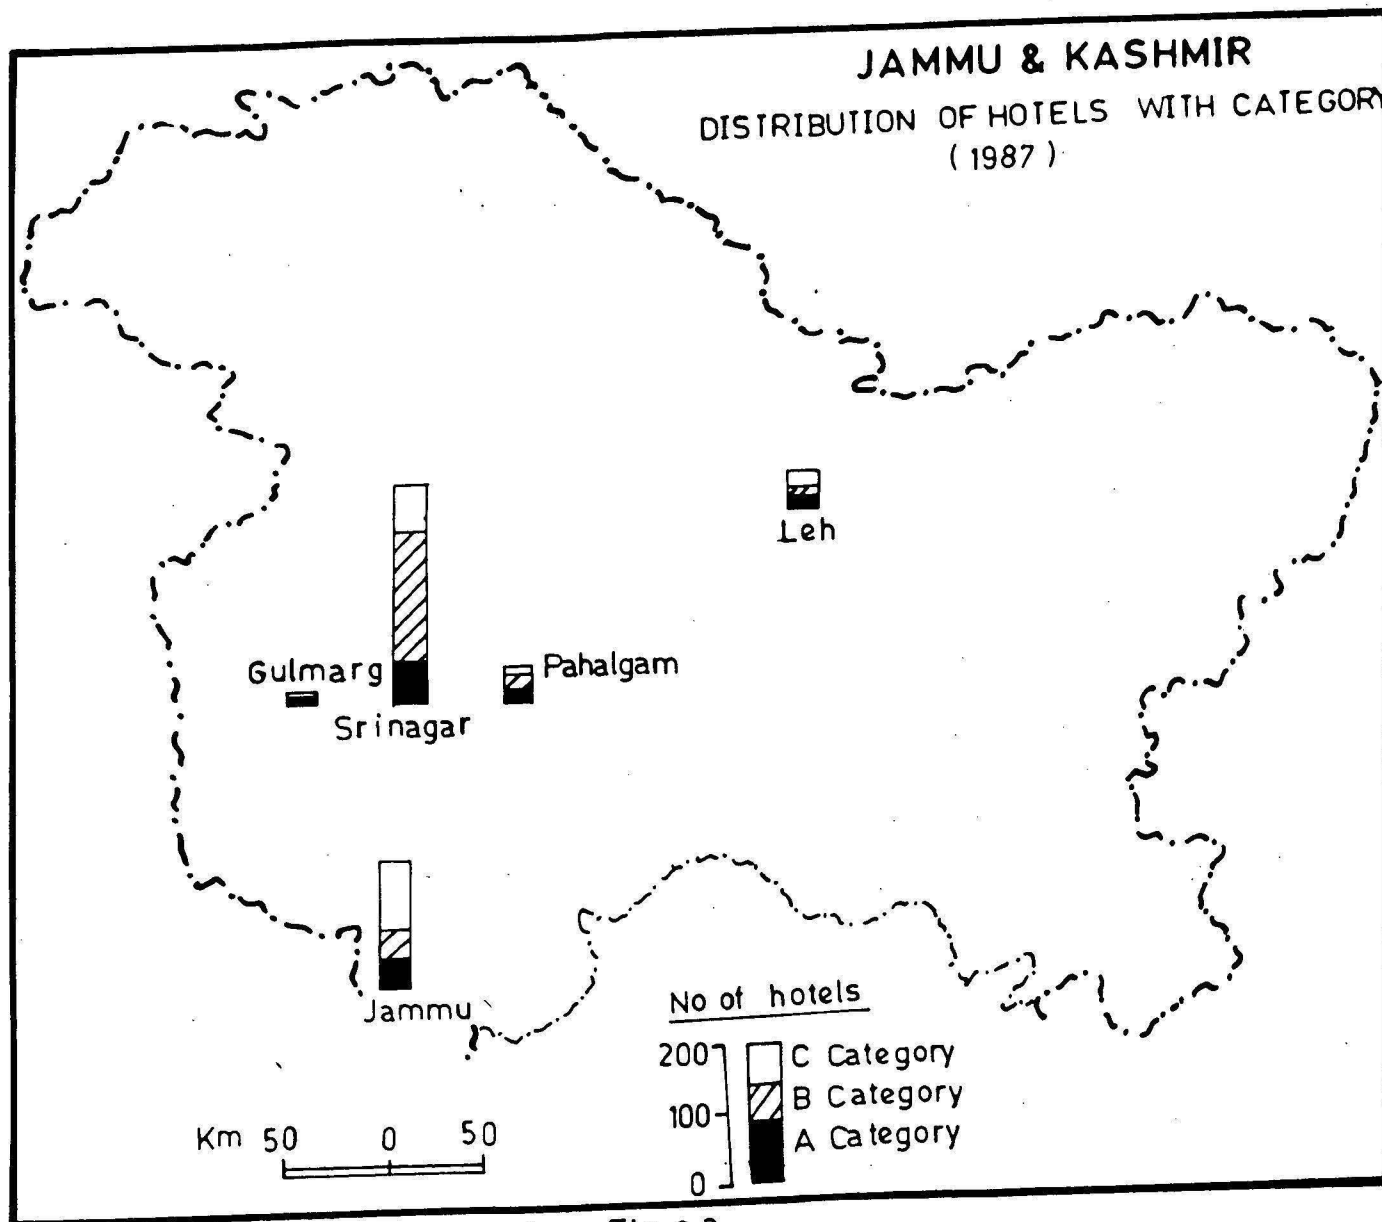 JAMMU & KASHMIR
DISTRIBUTION OF HOTELS WITH CATEGORY
(1987)
Leh
Gulmarg
Pahalgam
Srinagar
Jammu
No of hotels
200
C Category
B Category
100
A Category
0
Km 50 0 50